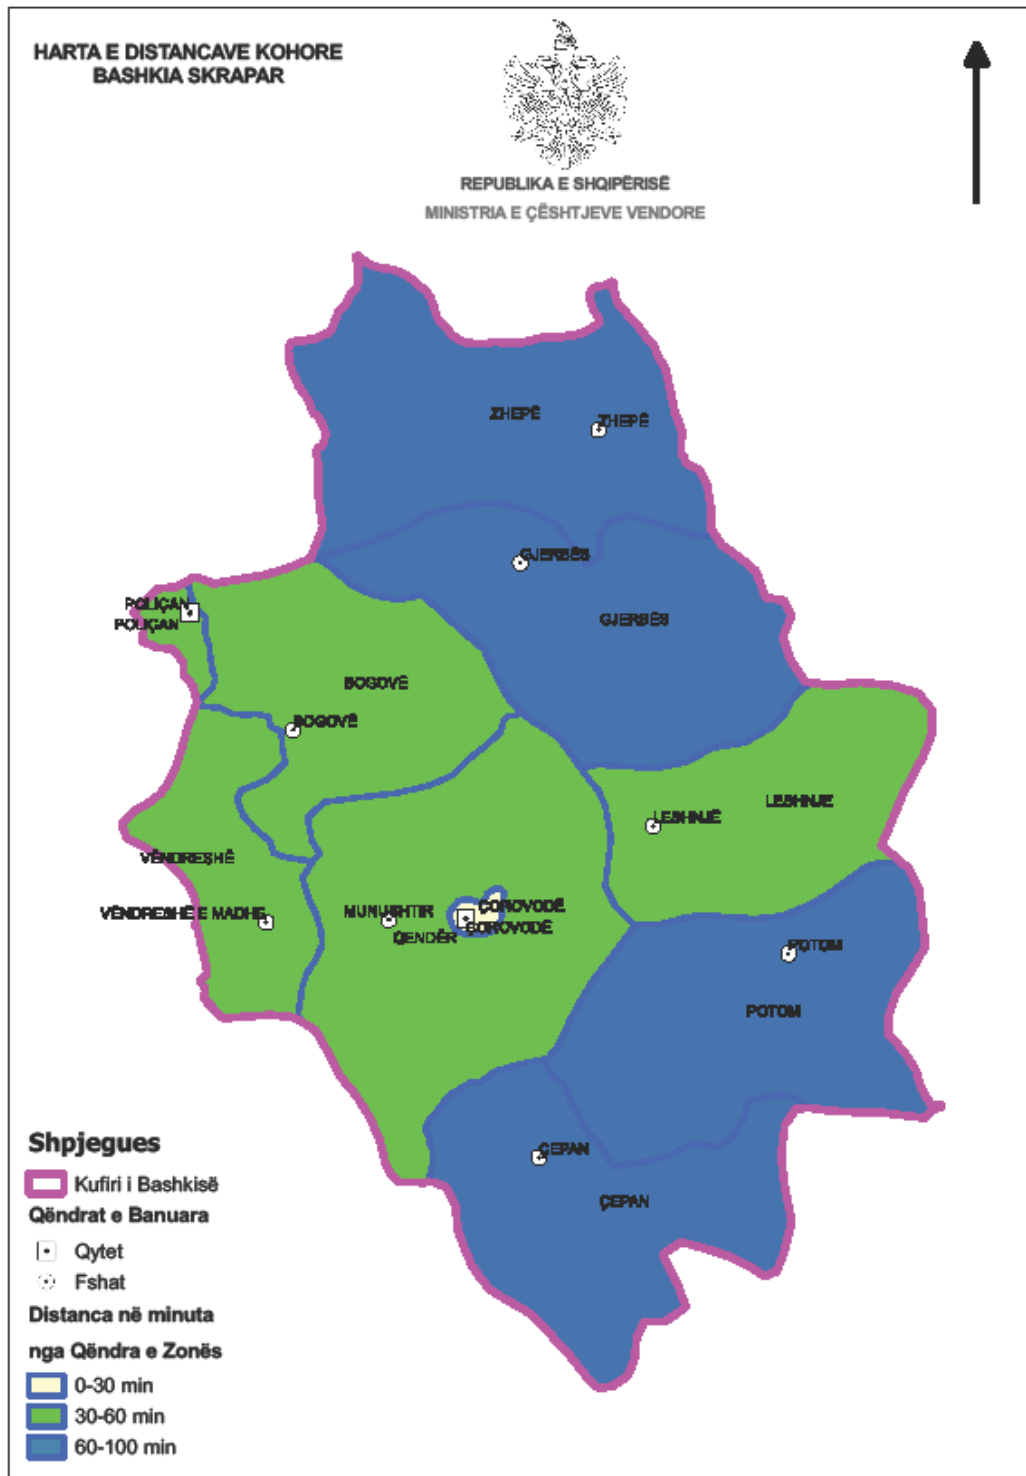 HARTA E DISTANCAVE KOHORE
BASHKIA SKRAPAR
REPUBLIKA E SHQIPËRISË
MINISTRIA E ÇËSHTJEVE VENDORE
ZHEPË
ZHEPË
GJERBËS
GJERBËS
POLIÇAN
POLIÇAN
BOGOVË
BOGOVË
LESHNJE
LESHNJË
VËNDRESHË
VËNDRESHË E MADHE
MUNUSHTIR
ÇOROVODË
ÇOROVODË
QENDËR
POTOM
POTOM
ÇEPAN
ÇEPAN
Shpjegues
Kufiri i Bashkisë
Qëndrat e Banuara
Qytet
Fshat
Distanca në minuta
nga Qëndra e Zonës
0-30 min
30-60 min
60-100 min